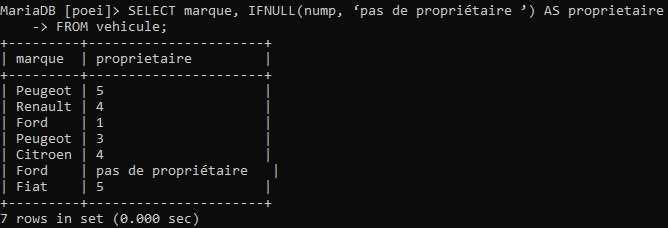 MariaDB [poei]> SELECT marque, IFNULL(nump, ‘pas de propriétaire ’) AS proprietaire
    -> FROM vehicule;
+---------+----------------------+
| marque  | proprietaire         |
+---------+----------------------+
| Peugeot | 5                    |
| Renault | 4                    |
| Ford    | 1                    |
| Peugeot | 3                    |
| Citroen | 4                    |
| Ford    | pas de propriétaire   |
| Fiat    | 5                    |
+---------+----------------------+
7 rows in set (0.000 sec)